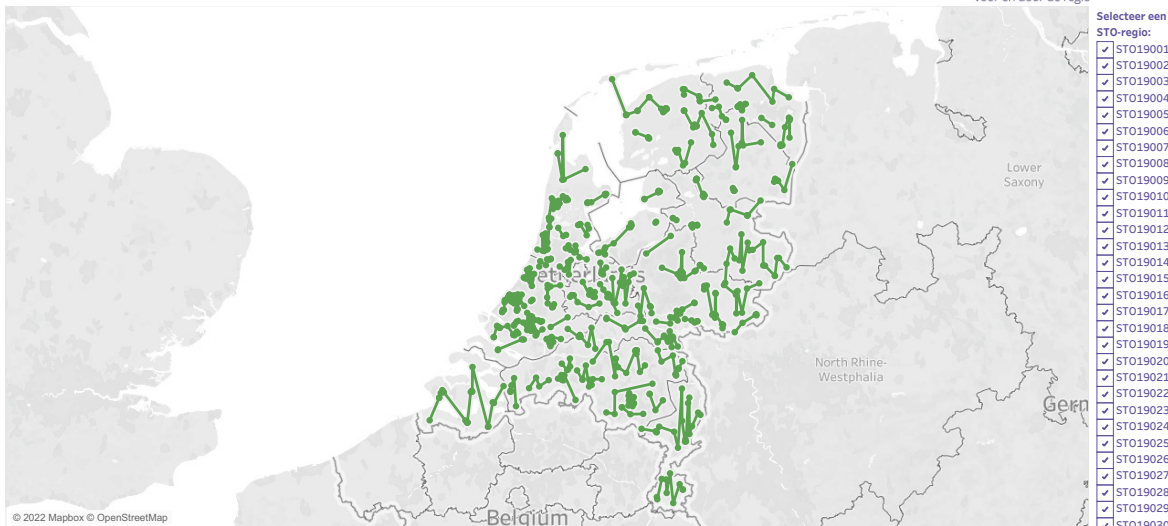 Selecteer een
STO-regio:
STO19001
STO19002
STO19003
STO19004
STO19005
STO19006
STO19007
STO19008
STO19009
STO19010
STO19011
STO19012
STO19013
STO19014
STO19015
STO19016
STO19017
STO19018
STO19019
STO19020
STO19021
STO19022
STO19023
STO19024
STO19025
STO19026
STO19027
STO19028
STO19029
Lower
Saxony
Netherlands
North Rhine-
Westphalia
Germ
Belgium
© 2022 Mapbox © OpenStreetMap